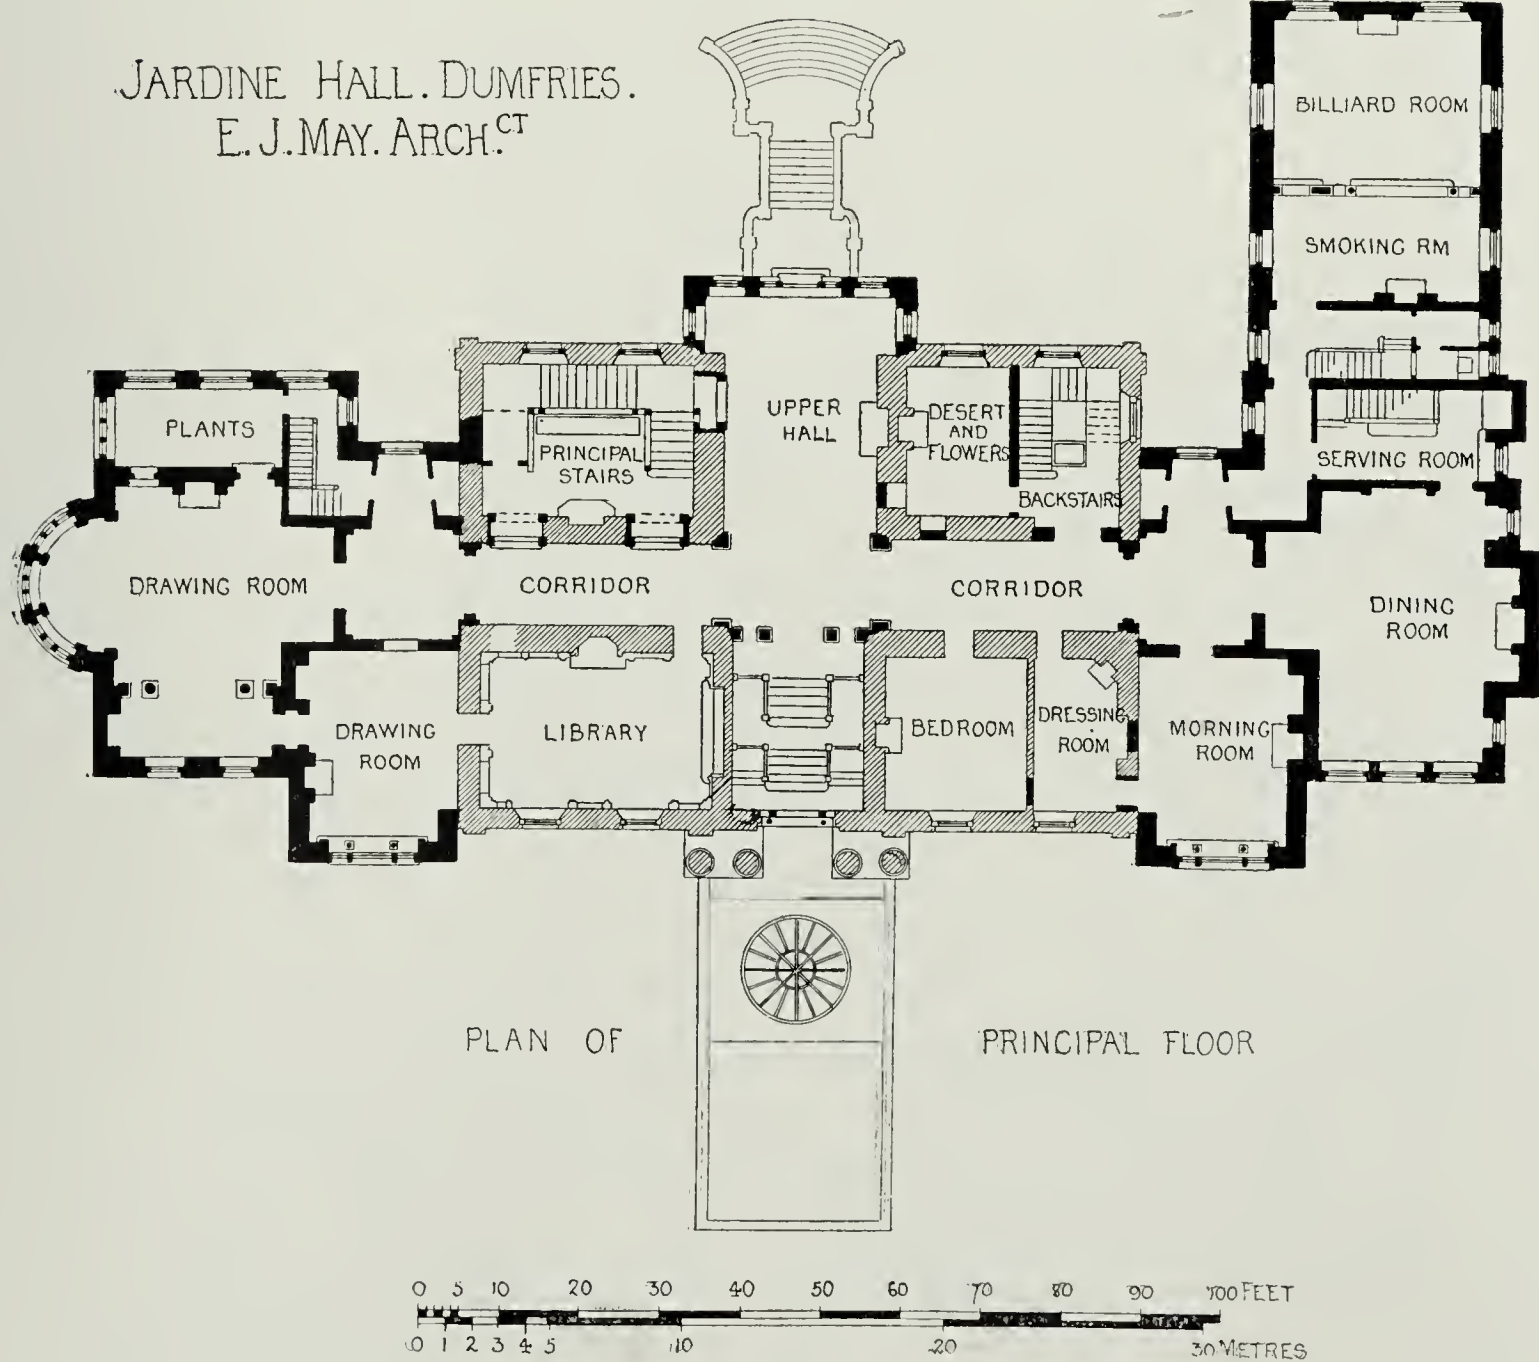 JARDINE HALL. DUMFRIES.
E. J. MAY. ARCH.CT
BILLIARD ROOM
SMOKING RM
PLANTS
PRINCIPAL
STAIRS
UPPER
HALL
DESERT
AND
FLOWERS
BACKSTAIRS
SERVING ROOM
DRAWING ROOM
CORRIDOR
CORRIDOR
DINING
ROOM
DRAWING
ROOM
LIBRARY
BEDROOM
DRESSING
ROOM
MORNING
ROOM
PLAN OF PRINCIPAL FLOOR
0 5 10 20 30 40 50 60 70 80 90 100 FEET
0 1 2 3 4 5 10 20 30 METRES